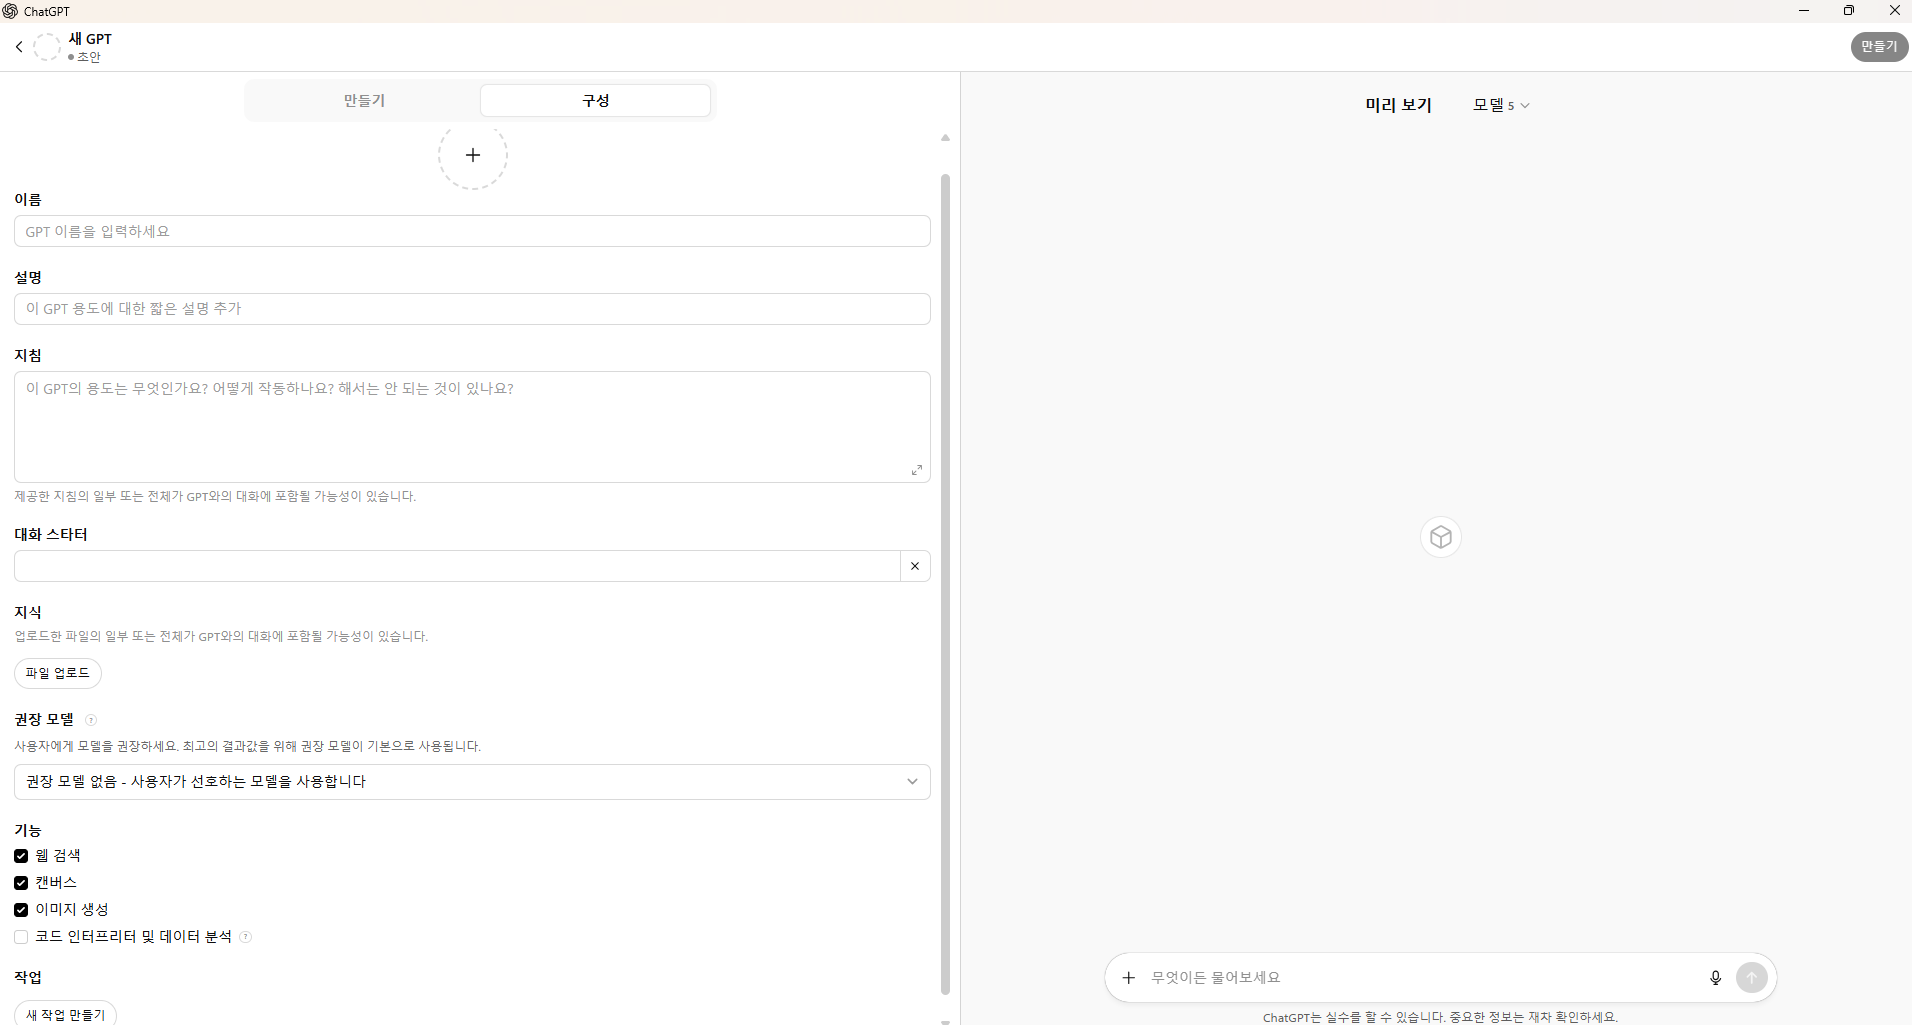 ChatGPT
새 GPT
초안
만들기
만들기
구성
이름
GPT 이름을 입력하세요
설명
이 GPT 용도에 대한 짧은 설명 추가
지침
이 GPT의 용도는 무엇인가요? 어떻게 작동하나요? 해서는 안 되는 것이 있나요?
제공한 지침의 일부 또는 전체가 GPT와의 대화에 포함될 가능성이 있습니다.
대화 스타터
지식
업로드한 파일의 일부 또는 전체가 GPT와의 대화에 포함될 가능성이 있습니다.
파일 업로드
권장 모델 ?
사용자에게 모델을 권장하세요. 최고의 결과값을 위해 권장 모델이 기본으로 사용됩니다.
권장 모델 없음 - 사용자가 선호하는 모델을 사용합니다
기능
웹 검색
캔버스
이미지 생성
코드 인터프리터 및 데이터 분석 ?
작업
새 작업 만들기
미리 보기
모델 5
무엇이든 물어보세요
ChatGPT는 실수를 할 수 있습니다. 중요한 정보는 재차 확인하세요.